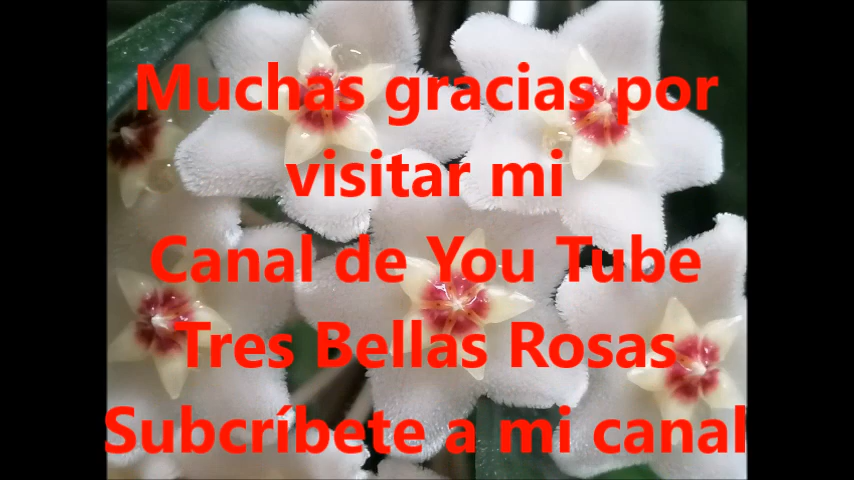 Muchas gracias por
visitar mi
Canal de You Tube
Tres Bellas Rosas
Subcríbete a mi canal